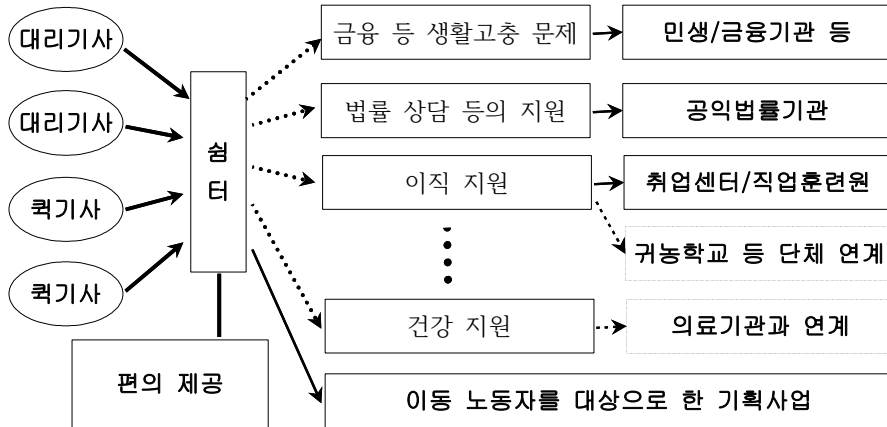 대리기사
대리기사
퀵기사
퀵기사
쉼
터
편의 제공
금융 등 생활고충 문제
민생/금융기관 등
법률 상담 등의 지원
공익법률기관
이직 지원
취업센터/직업훈련원
귀농학교 등 단체 연계
건강 지원
의료기관과 연계
이동 노동자를 대상으로 한 기획사업